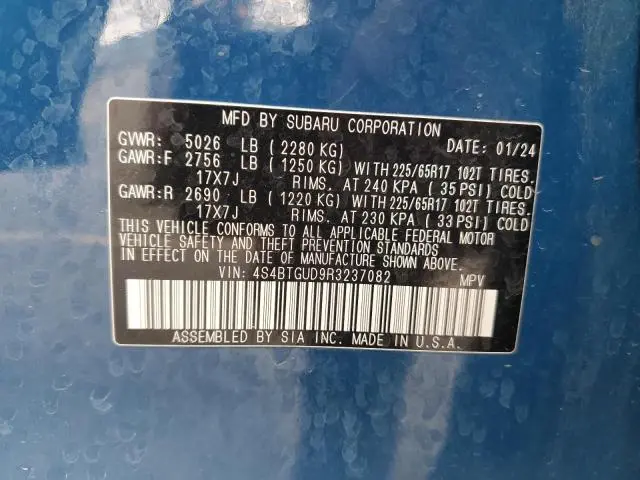 MFD BY SUBARU CORPORATION
GVWR: 5026 LB (2280 KG) DATE: 01/24
GAWR:F 2756 LB (1250 KG) WITH 225/65R17 102T TIRES.
17X7J RIMS. AT 240 KPA (35 PSI) COLD
GAWR:R 2690 LB (1220 KG) WITH 225/65R17 102T TIRES.
17X7J RIMS. AT 230 KPA (33 PSI) COLD
THIS VEHICLE CONFORMS TO ALL APPLICABLE FEDERAL MOTOR
VEHICLE SAFETY AND THEFT PREVENTION STANDARDS
IN EFFECT ON THE DATE OF MANUFACTURE SHOWN ABOVE.
VIN: 4S4BTGUD9R3237082 MPV
ASSEMBLED BY SIA INC. MADE IN U.S.A.